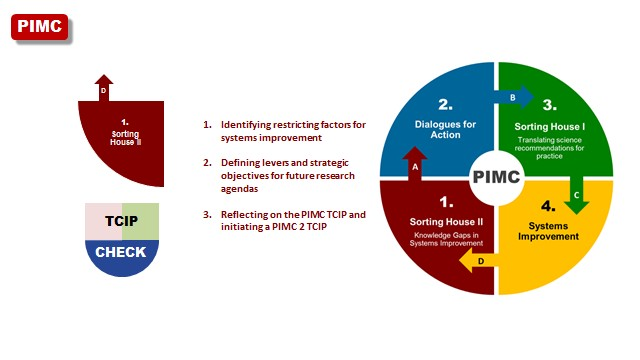 PIMC
D
1.
Sorting
House II
TCIP
CHECK
1. Identifying restricting factors for
systems improvement
2. Defining levers and strategic
objectives for future research
agendas
3. Reflecting on the PIMC TCIP and
initiating a PIMC 2 TCIP
2.
Dialogues for
Action
B
3.
Sorting House I
Translating science
recommendations for
practice
A
PIMC
C
1.
Sorting House II
Knowledge Gaps in
Systems Improvement
D
4.
Systems
Improvement